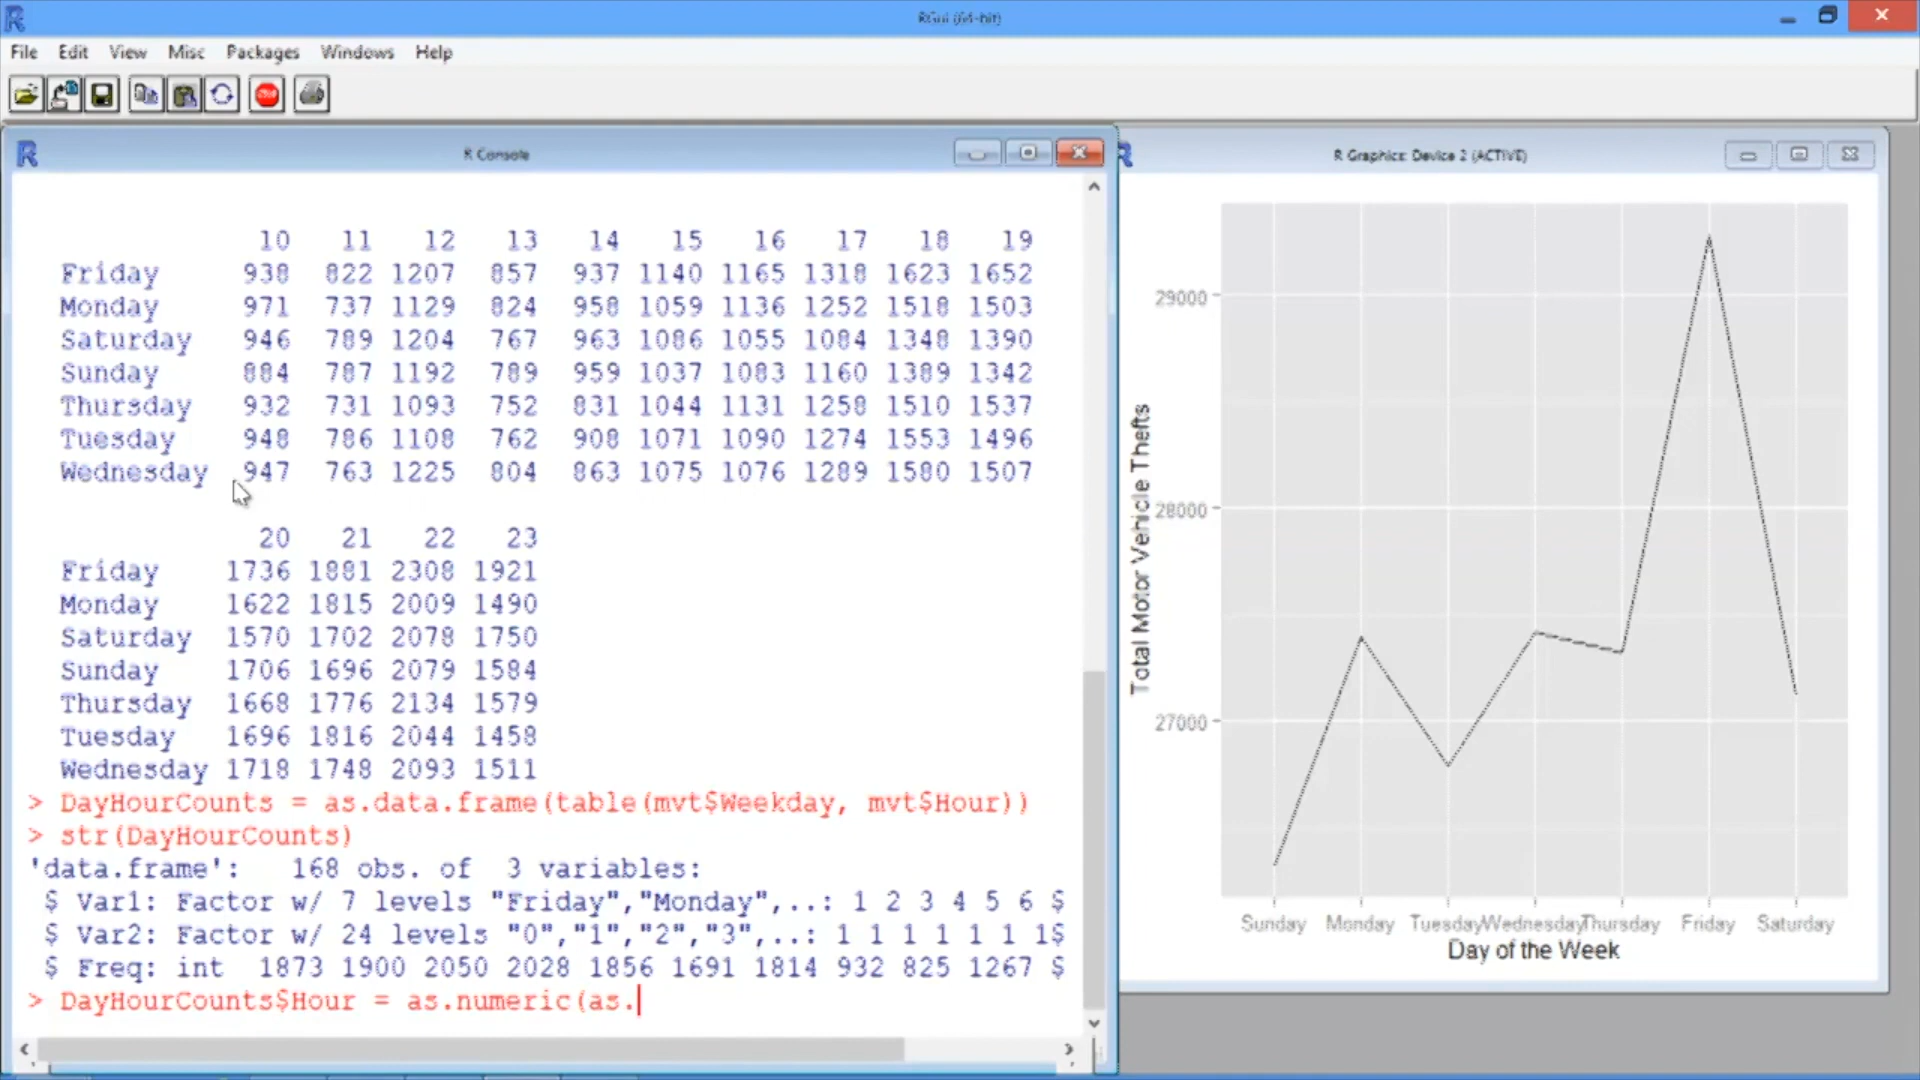 RGui (64-bit)
File Edit View Misc Packages Windows Help
STOP
R Console
10 11 12 13 14 15 16 17 18 19
Friday 938 822 1207 857 937 1140 1165 1318 1623 1652
Monday 971 737 1129 824 958 1059 1136 1252 1518 1503
Saturday 946 789 1204 767 963 1086 1055 1084 1348 1390
Sunday 884 787 1192 789 959 1037 1083 1160 1389 1342
Thursday 932 731 1093 752 831 1044 1131 1258 1510 1537
Tuesday 948 786 1108 762 908 1071 1090 1274 1553 1496
Wednesday 947 763 1225 804 863 1075 1076 1289 1580 1507
20 21 22 23
Friday 1736 1881 2308 1921
Monday 1622 1815 2009 1490
Saturday 1570 1702 2078 1750
Sunday 1706 1696 2079 1584
Thursday 1668 1776 2134 1579
Tuesday 1696 1816 2044 1458
Wednesday 1718 1748 2093 1511
> DayHourCounts = as.data.frame(table(mvt$Weekday, mvt$Hour))
> str(DayHourCounts)
'data.frame': 168 obs. of 3 variables:
$ Var1: Factor w/ 7 levels "Friday","Monday",..: 1 2 3 4 5 6 $
$ Var2: Factor w/ 24 levels "0","1","2","3",..: 1 1 1 1 1 1 1$
$ Freq: int 1873 1900 2050 2028 1856 1691 1814 932 825 1267 $
> DayHourCounts$Hour = as.numeric(as.
R Graphics: Device 2 (ACTIVE)
Total Motor Vehicle Thefts
29000
28000
27000
Sunday Monday Tuesday Wednesday Thursday Friday Saturday
Day of the Week